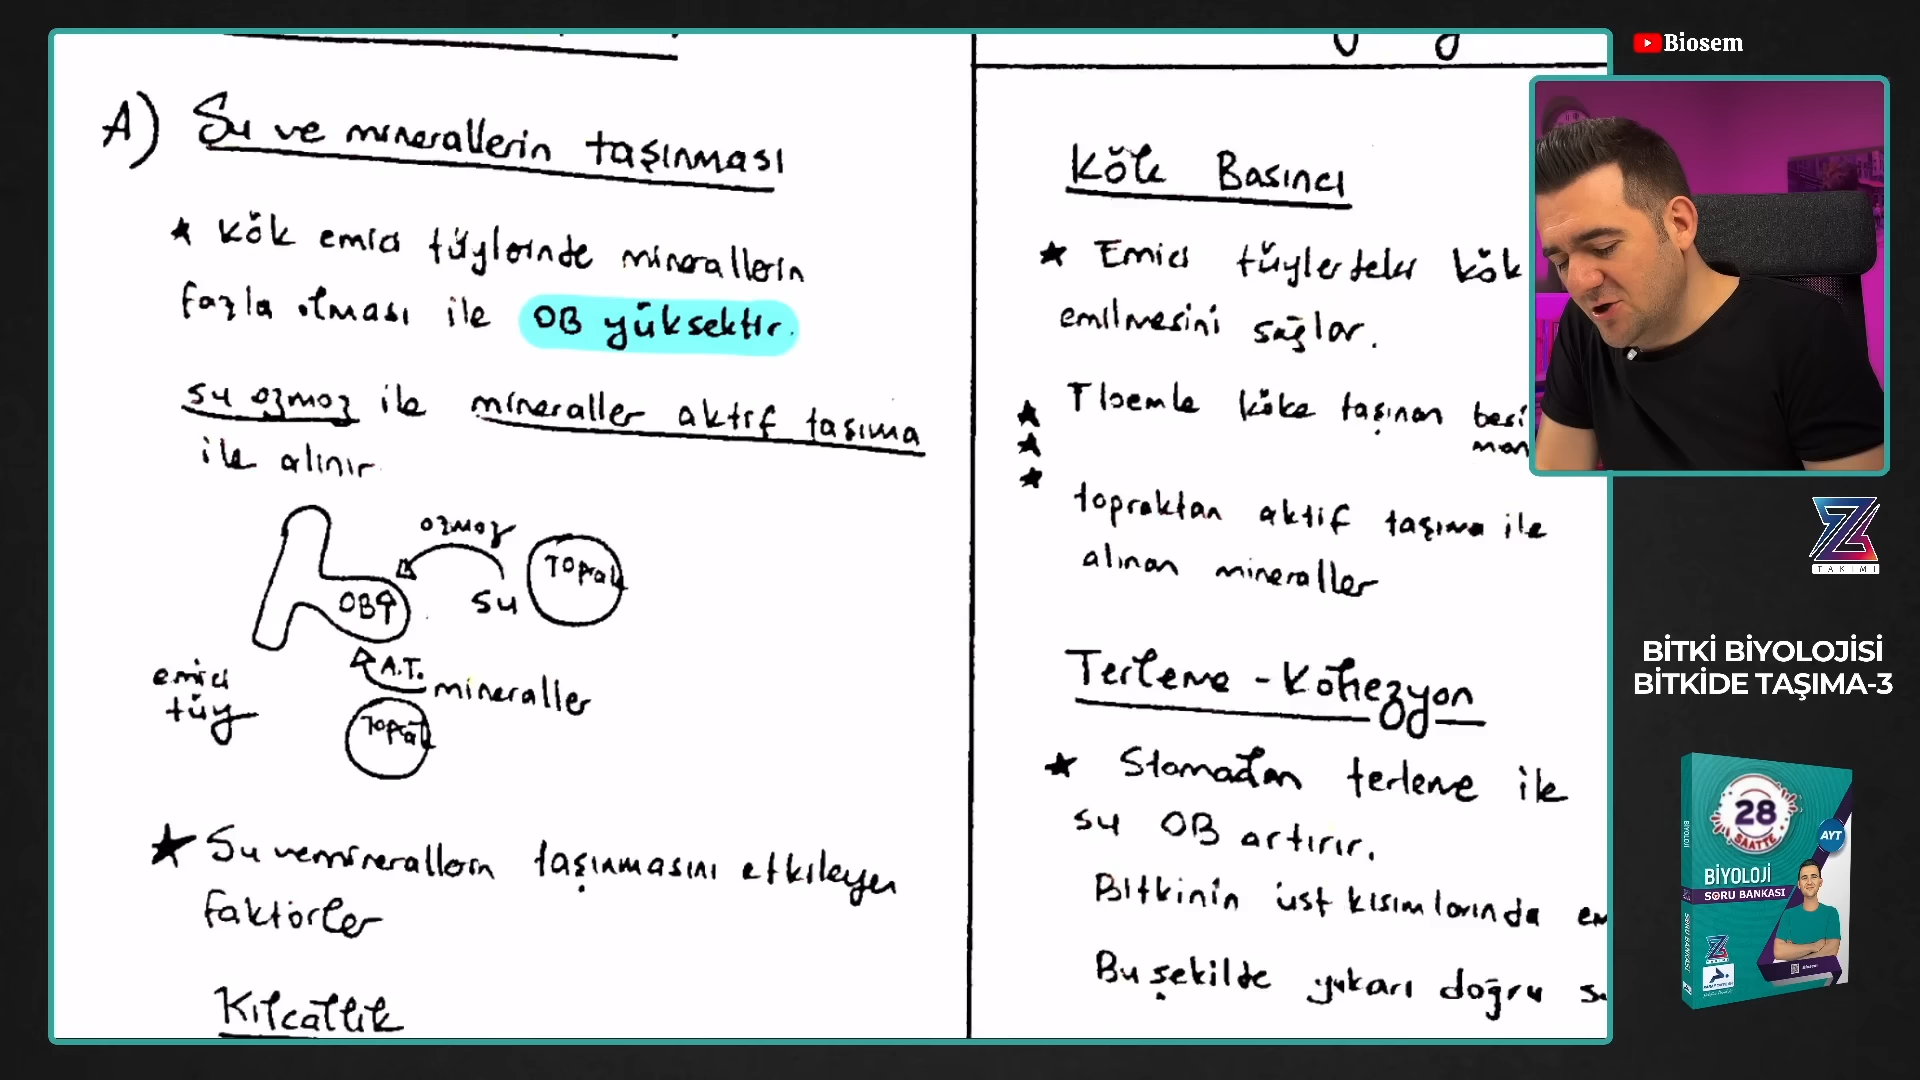 A) Su ve minerallerin taşınması
★ Kök emici tüylerinde minerallerin
fazla olması ile OB yüksektir.
su ozmoz ile mineraller aktif taşıma
ile alınır
ozmoz
Toprak
OB↑
su
A.T.
mineraller
emici
tüy
Toprak
★ Su ve minerallerin taşınmasını etkileyen
faktörler
Kılcallık
Kök Basıncı
★ Emici tüylerdeki kök
emilmesini sağlar.
Floemle köke taşınan besi
topraktan aktif taşıma ile
alınan mineraller
Terleme - Kohezyon
★ Stomadan terleme ile
su OB artırır.
Bitkinin üst kısımlarında em
Bu şekilde yukarı doğru s
Biosem
Z
TAKIMI
BİTKİ BİYOLOJİSİ
BİTKİDE TAŞIMA-3
28
SAATTE
AYT
BİYOLOJİ
SORU BANKASI